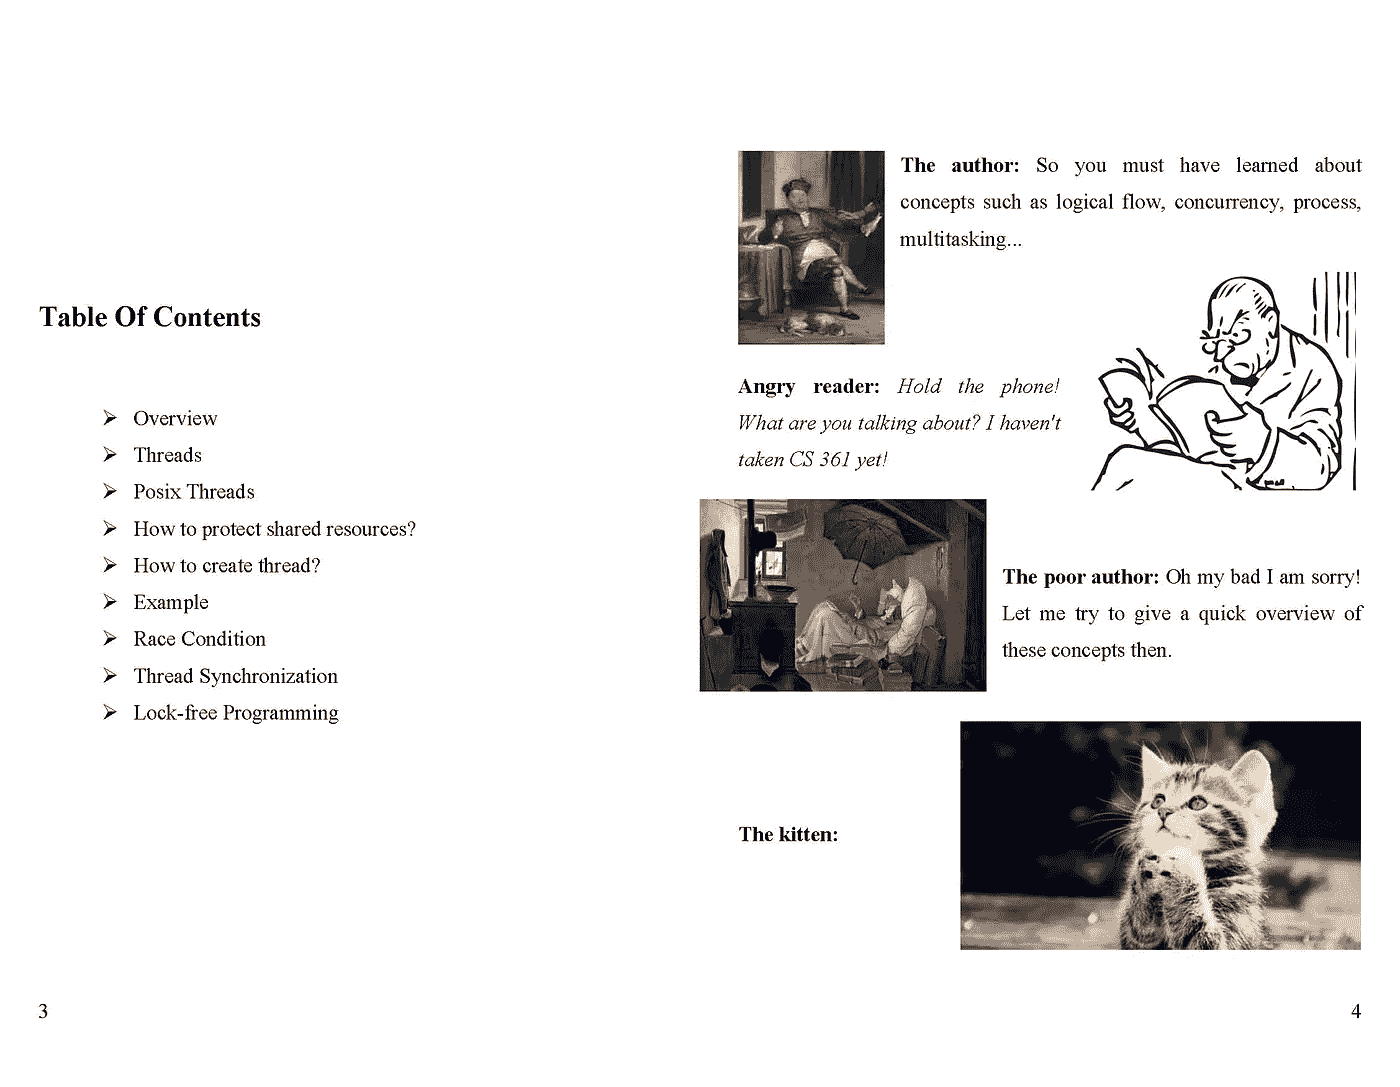 Table Of Contents
➢ Overview
➢ Threads
➢ Posix Threads
➢ How to protect shared resources?
➢ How to create thread?
➢ Example
➢ Race Condition
➢ Thread Synchronization
➢ Lock-free Programming
3
The author: So you must have learned about
concepts such as logical flow, concurrency, process,
multitasking...
Angry reader: Hold the phone!
What are you talking about? I haven't
taken CS 361 yet!
The poor author: Oh my bad I am sorry!
Let me try to give a quick overview of
these concepts then.
The kitten:
4